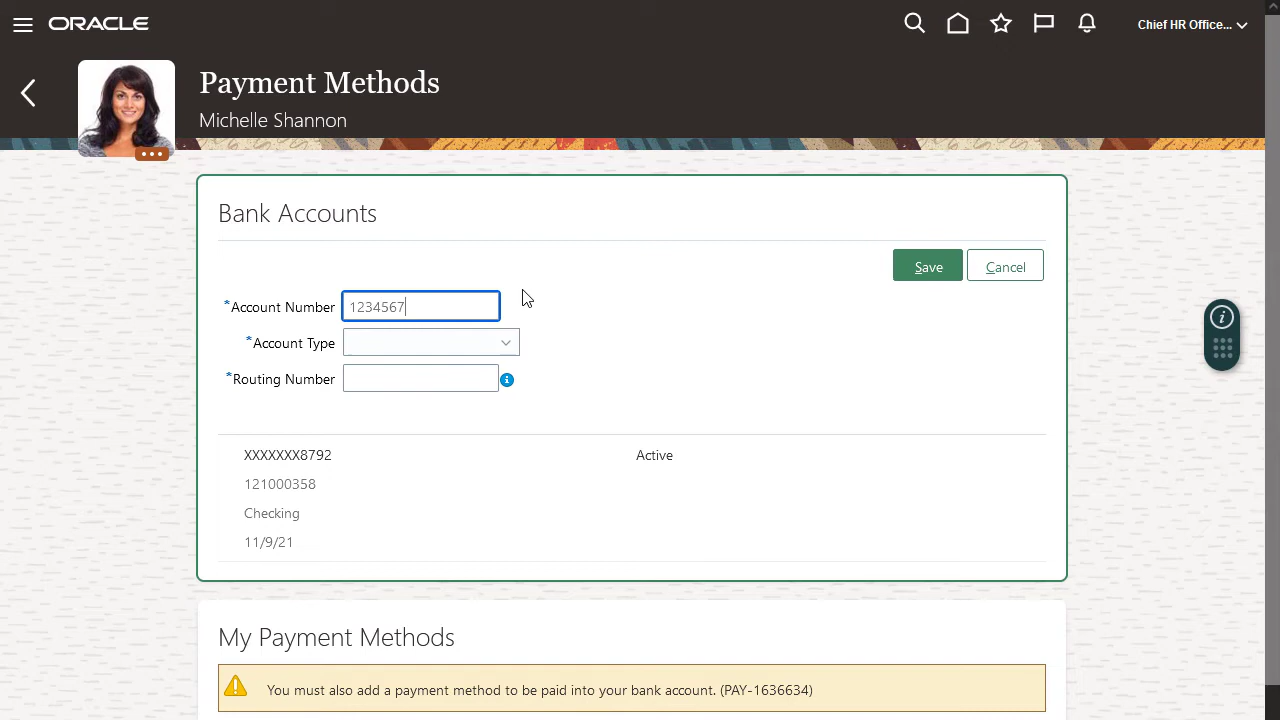 ORACLE
Chief HR Office...
Payment Methods
Michelle Shannon
Bank Accounts
Save
Cancel
*Account Number 1234567
*Account Type
*Routing Number
XXXXXXX8792
Active
121000358
Checking
11/9/21
My Payment Methods
You must also add a payment method to be paid into your bank account. (PAY-1636634)